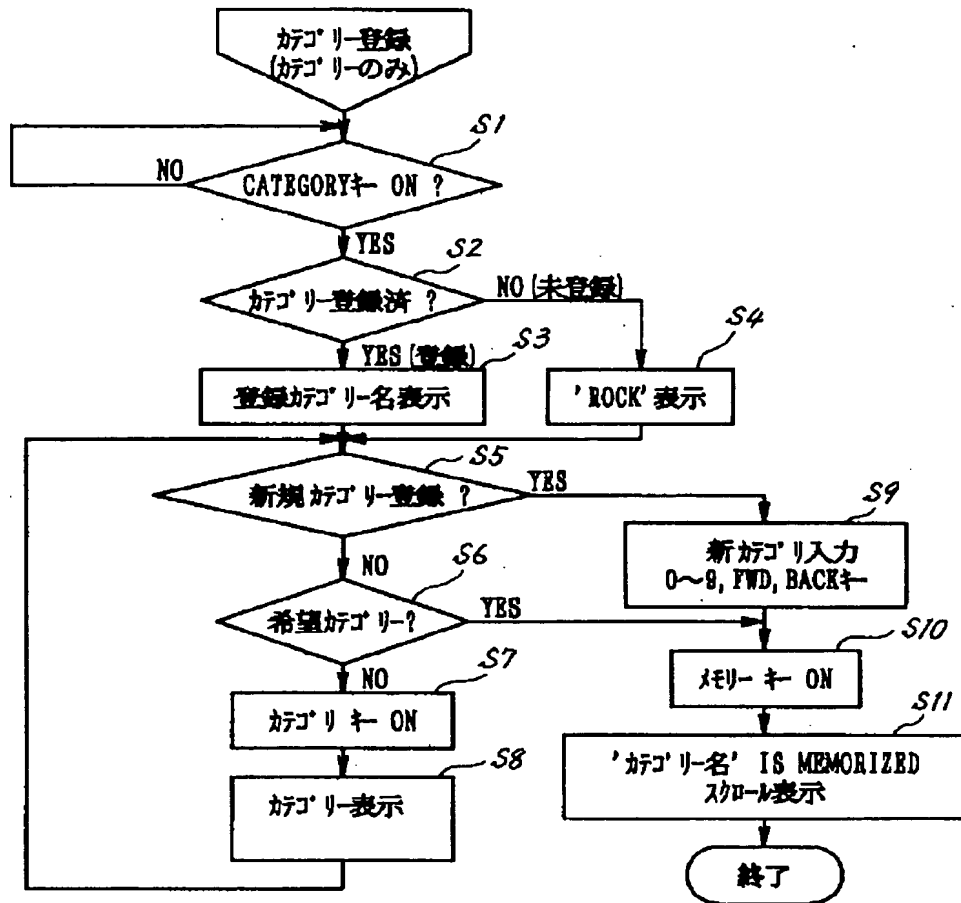 カテゴリー登録
(カテゴリーのみ)
S1
NO
CATEGORYキー ON ?
YES
S2
カテゴリー登録済 ?
NO(未登録)
YES(登録)
S3
S4
登録カテゴリー名表示
'ROCK'表示
S5
新規カテゴリー登録 ?
YES
S9
新カテゴリ入力
0〜9, FWD, BACKキー
NO
S6
希望カテゴリー?
YES
S10
NO
S7
メモリー キー ON
カテゴリ キー ON
S11
S8
'カテゴリー名' IS MEMORIZED
スクロール表示
カテゴリー表示
終了